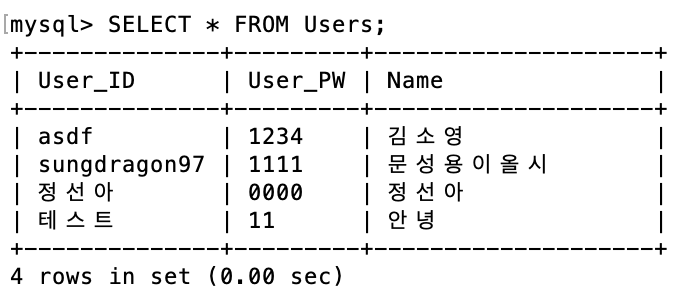 mysql> SELECT * FROM Users;
+---------------+----------+---------------------+
| User_ID | User_PW | Name |
+---------------+----------+---------------------+
| asdf | 1234 | 김소영 |
| sungdragon97 | 1111 | 문성용이올시 |
| 정선아 | 0000 | 정선아 |
| 테스트 | 11 | 안녕 |
+---------------+----------+---------------------+
4 rows in set (0.00 sec)